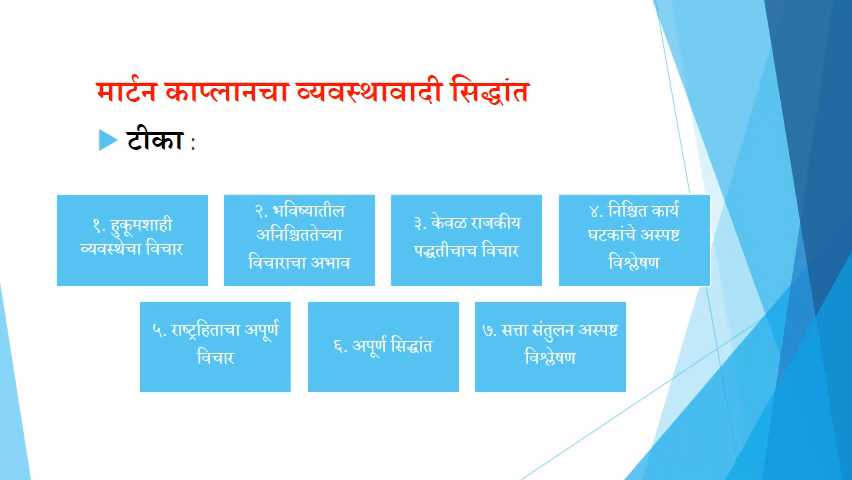 मार्टन काप्लानचा व्यवस्थावादी सिद्धांत
टीका :
१. हुकूमशाही
व्यवस्थेचा विचार
२. भविष्यातील
अनिश्चिततेच्या
विचाराचा अभाव
३. केवळ राजकीय
पद्धतीचाच विचार
४. निश्चित कार्य
घटकांचे अस्पष्ट
विश्लेषण
५. राष्ट्रहिताचा अपूर्ण
विचार
६. अपूर्ण सिद्धांत
७. सत्ता संतुलन अस्पष्ट
विश्लेषण